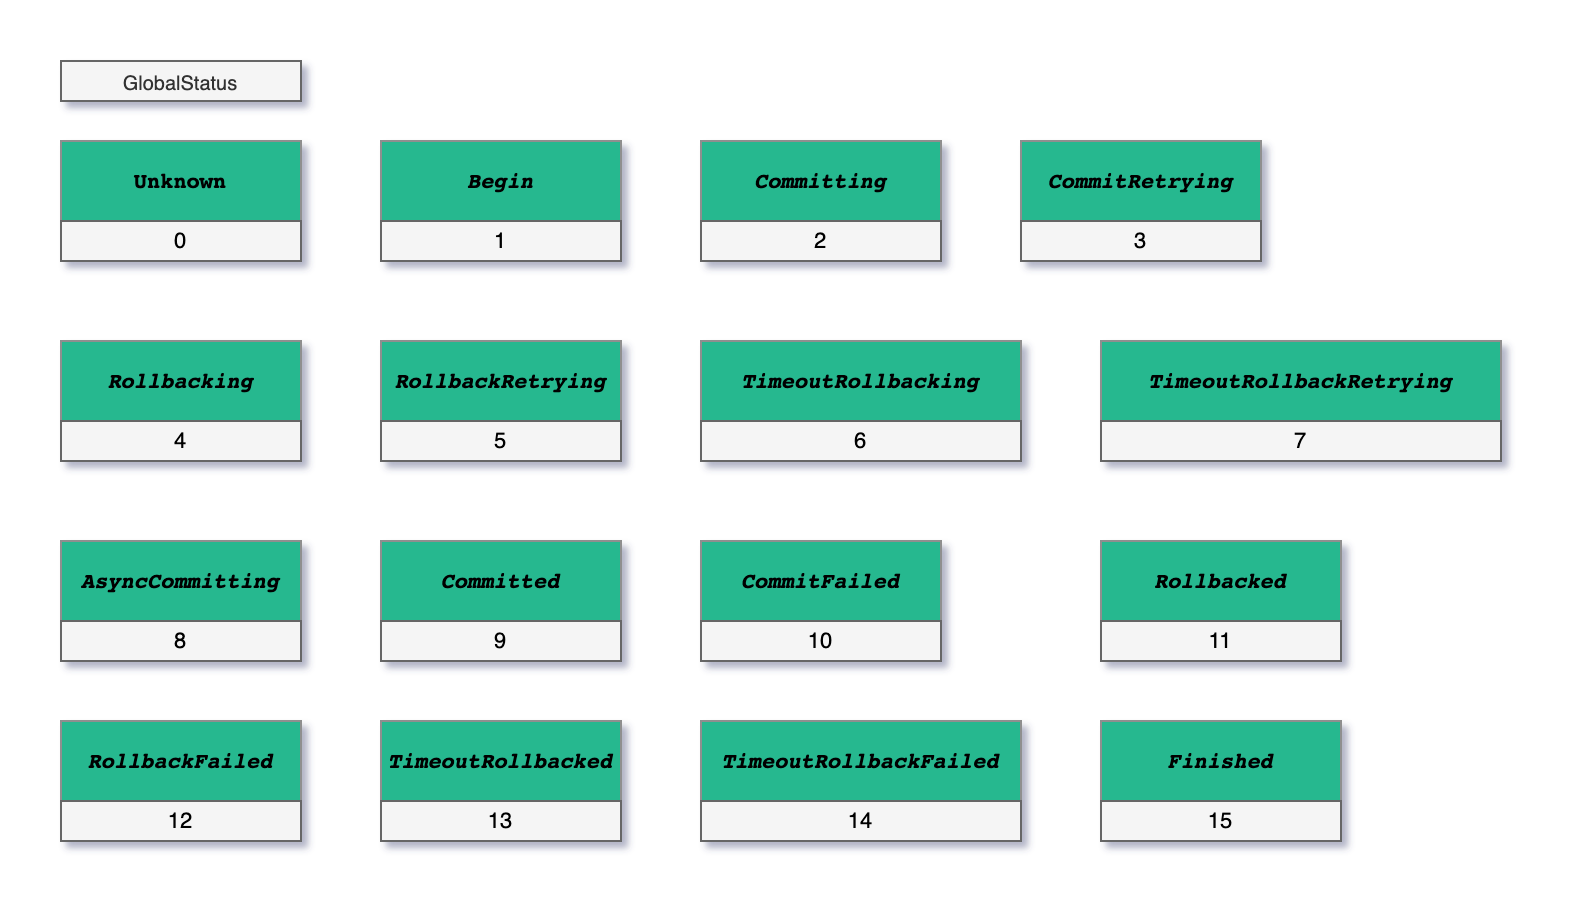 GlobalStatus
Unknown
Begin
Committing
CommitRetrying
0
1
2
3
Rollbacking
RollbackRetrying
TimeoutRollbacking
TimeoutRollbackRetrying
4
5
6
7
AsyncCommitting
Committed
CommitFailed
Rollbacked
8
9
10
11
RollbackFailed
TimeoutRollbacked
TimeoutRollbackFailed
Finished
12
13
14
15